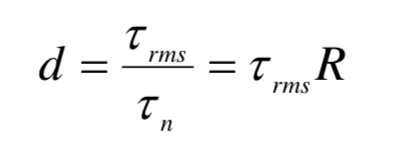 d = τ_rms / τ_n = τ_rms R